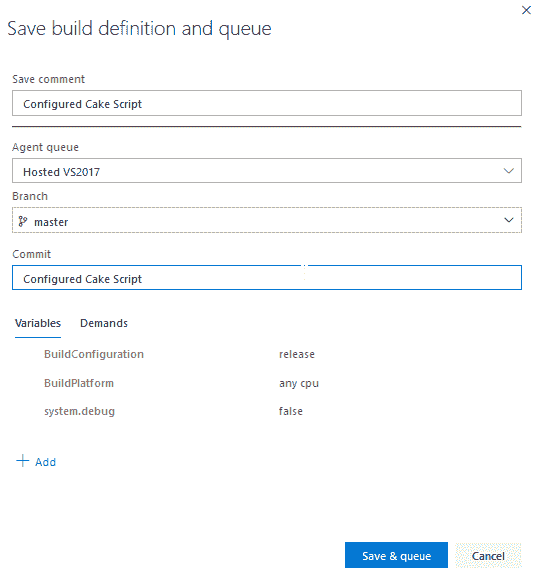 Save build definition and queue
Save comment
Configured Cake Script
Agent queue
Hosted VS2017
Branch
master
Commit
Configured Cake Script
Variables Demands
BuildConfiguration release
BuildPlatform any cpu
system.debug false
Add
Save & queue Cancel